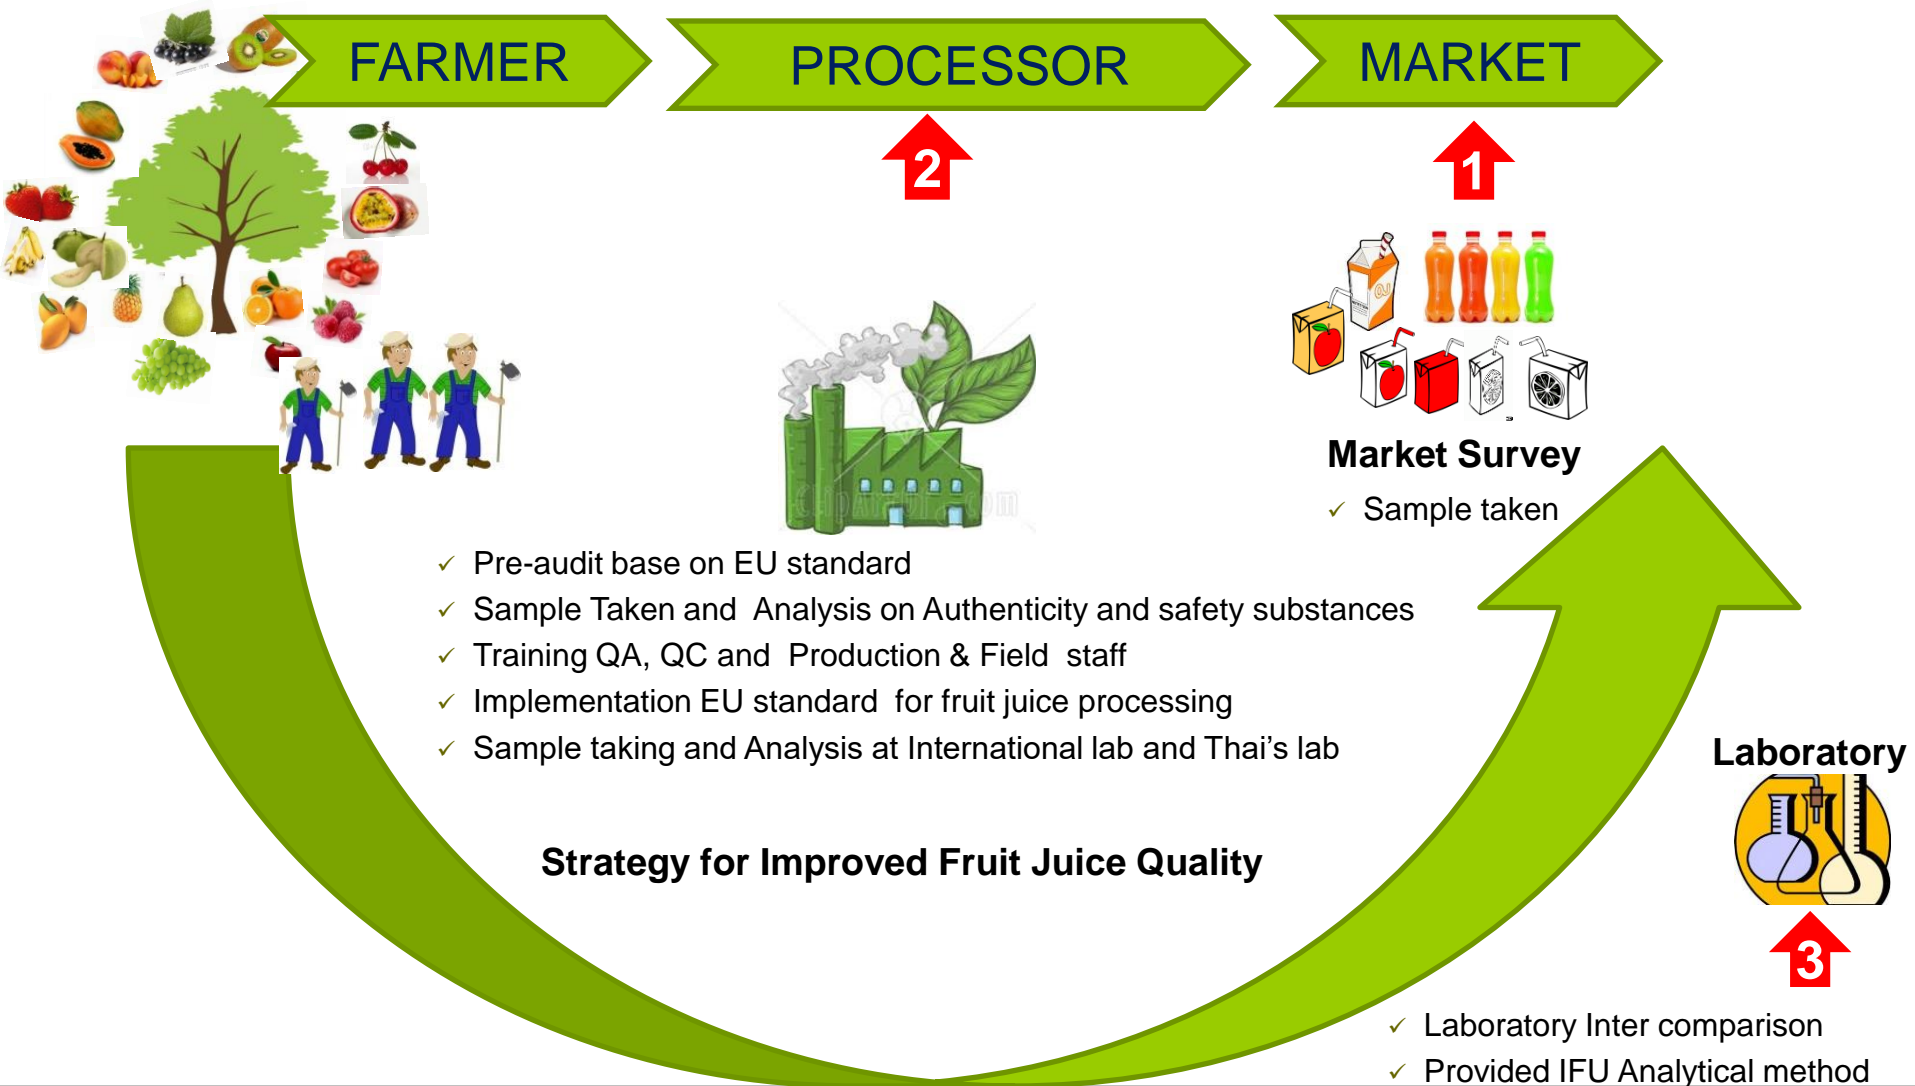 FARMER
PROCESSOR
MARKET
2
1
Market Survey
✓ Sample taken
✓ Pre-audit base on EU standard
✓ Sample Taken and Analysis on Authenticity and safety substances
✓ Training QA, QC and Production & Field staff
✓ Implementation EU standard for fruit juice processing
✓ Sample taking and Analysis at International lab and Thai's lab
Laboratory
Strategy for Improved Fruit Juice Quality
3
✓ Laboratory Inter comparison
✓ Provided IFU Analytical method